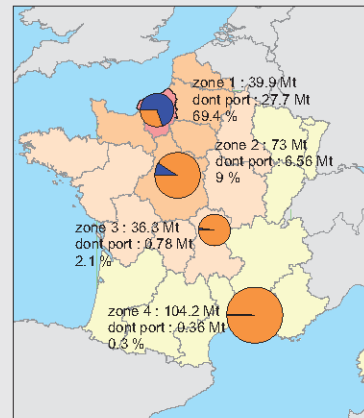 zone 1 : 39.9 Mt
dont port : 27.7 Mt
69.4 %
zone 2 : 73 Mt
dont port : 6.56 Mt
9 %
zone 3 : 36.3 Mt
dont port : 0.78 Mt
2.1 %
zone 4 : 104.2 Mt
dont port : 0.36 Mt
0.3 %